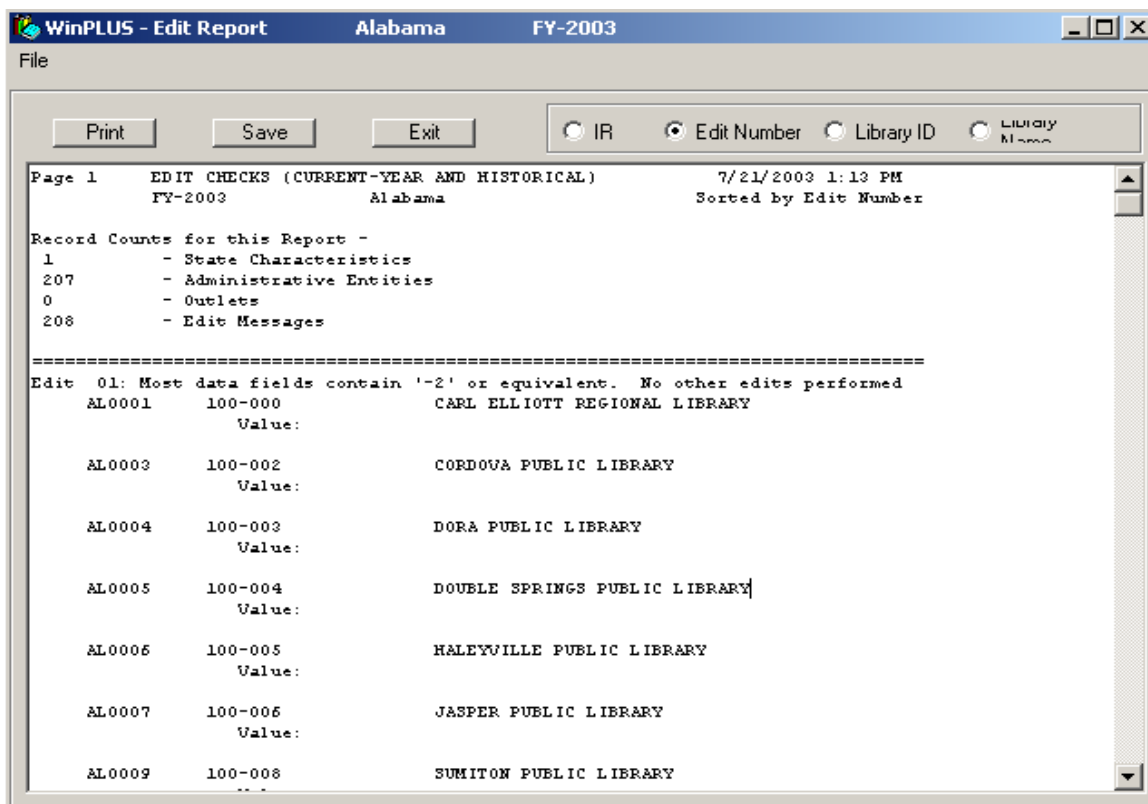 WinPLUS - Edit Report Alabama FY-2003
File
Print Save Exit IR Edit Number Library ID Library Name
Page 1 EDIT CHECKS (CURRENT-YEAR AND HISTORICAL) 7/21/2003 1:13 PM
FY-2003 Alabama Sorted by Edit Number
Record Counts for this Report -
1 - State Characteristics
207 - Administrative Entities
0 - Outlets
208 - Edit Messages
================================================================================
Edit 01: Most data fields contain '-2' or equivalent. No other edits performed
AL0001 100-000 CARL ELLIOTT REGIONAL LIBRARY
Value:
AL0003 100-002 CORDOVA PUBLIC LIBRARY
Value:
AL0004 100-003 DORA PUBLIC LIBRARY
Value:
AL0005 100-004 DOUBLE SPRINGS PUBLIC LIBRARY
Value:
AL0006 100-005 HALEYVILLE PUBLIC LIBRARY
Value:
AL0007 100-006 JASPER PUBLIC LIBRARY
Value:
AL0009 100-008 SUMITON PUBLIC LIBRARY